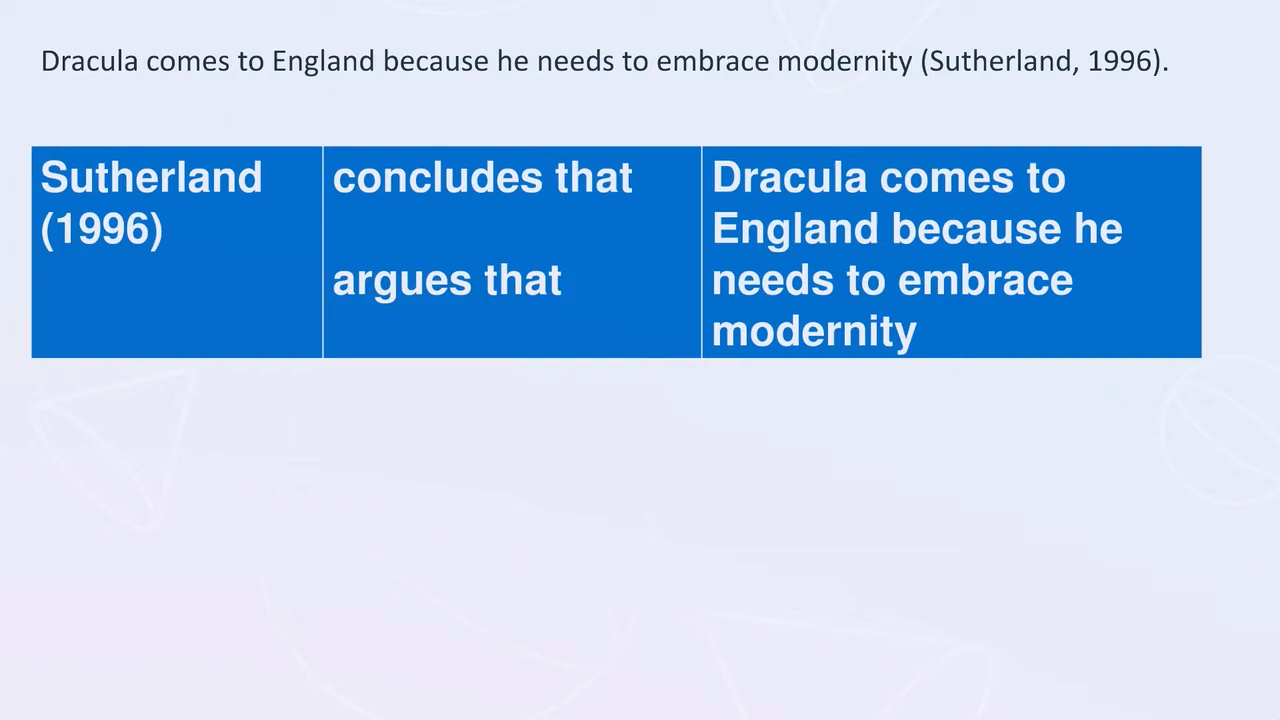 Dracula comes to England because he needs to embrace modernity (Sutherland, 1996).
Sutherland
(1996)
concludes that
argues that
Dracula comes to
England because he
needs to embrace
modernity